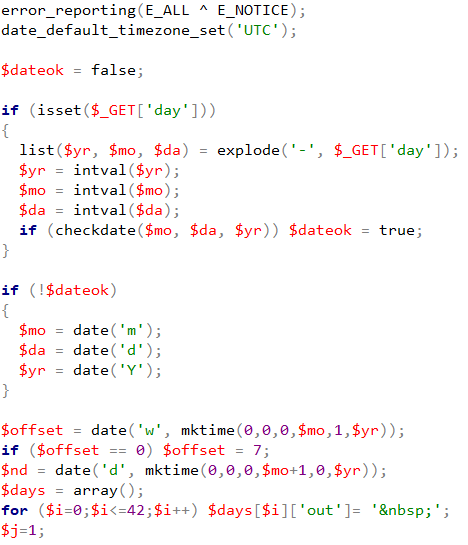 error_reporting(E_ALL ^ E_NOTICE);
date_default_timezone_set('UTC');
$dateok = false;
if (isset($_GET['day']))
{
list($yr, $mo, $da) = explode('-', $_GET['day']);
$yr = intval($yr);
$mo = intval($mo);
$da = intval($da);
if (checkdate($mo, $da, $yr)) $dateok = true;
}
if (!$dateok)
{
$mo = date('m');
$da = date('d');
$yr = date('Y');
}
$offset = date('w', mktime(0,0,0,$mo,1,$yr));
if ($offset == 0) $offset = 7;
$nd = date('d', mktime(0,0,0,$mo+1,0,$yr));
$days = array();
for ($i=0;$i<=42;$i++) $days[$i]['out']= '&nbsp;';
$j=1;